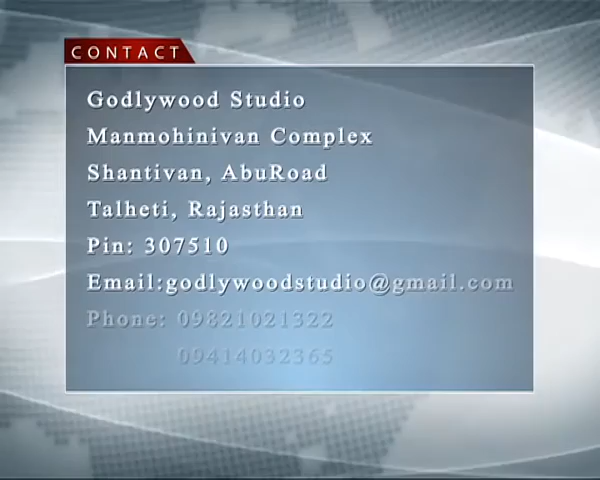 CONTACT
Godlywood Studio
Manmohinivan Complex
Shantivan, AbuRoad
Talheti, Rajasthan
Pin: 307510
Email:godlywoodstudio@gmail.com
Phone: 09821021322
09414032365